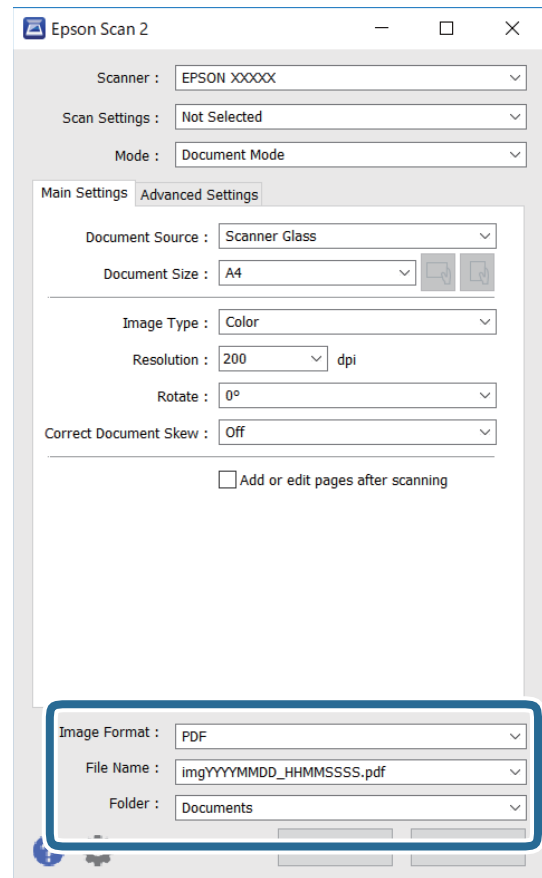 Epson Scan 2
Scanner : EPSON XXXXX
Scan Settings : Not Selected
Mode : Document Mode
Main Settings Advanced Settings
Document Source : Scanner Glass
Document Size : A4
Image Type : Color
Resolution : 200 dpi
Rotate : 0°
Correct Document Skew : Off
Add or edit pages after scanning
Image Format : PDF
File Name : imgYYYYMMDD_HHMMSSSS.pdf
Folder : Documents
?